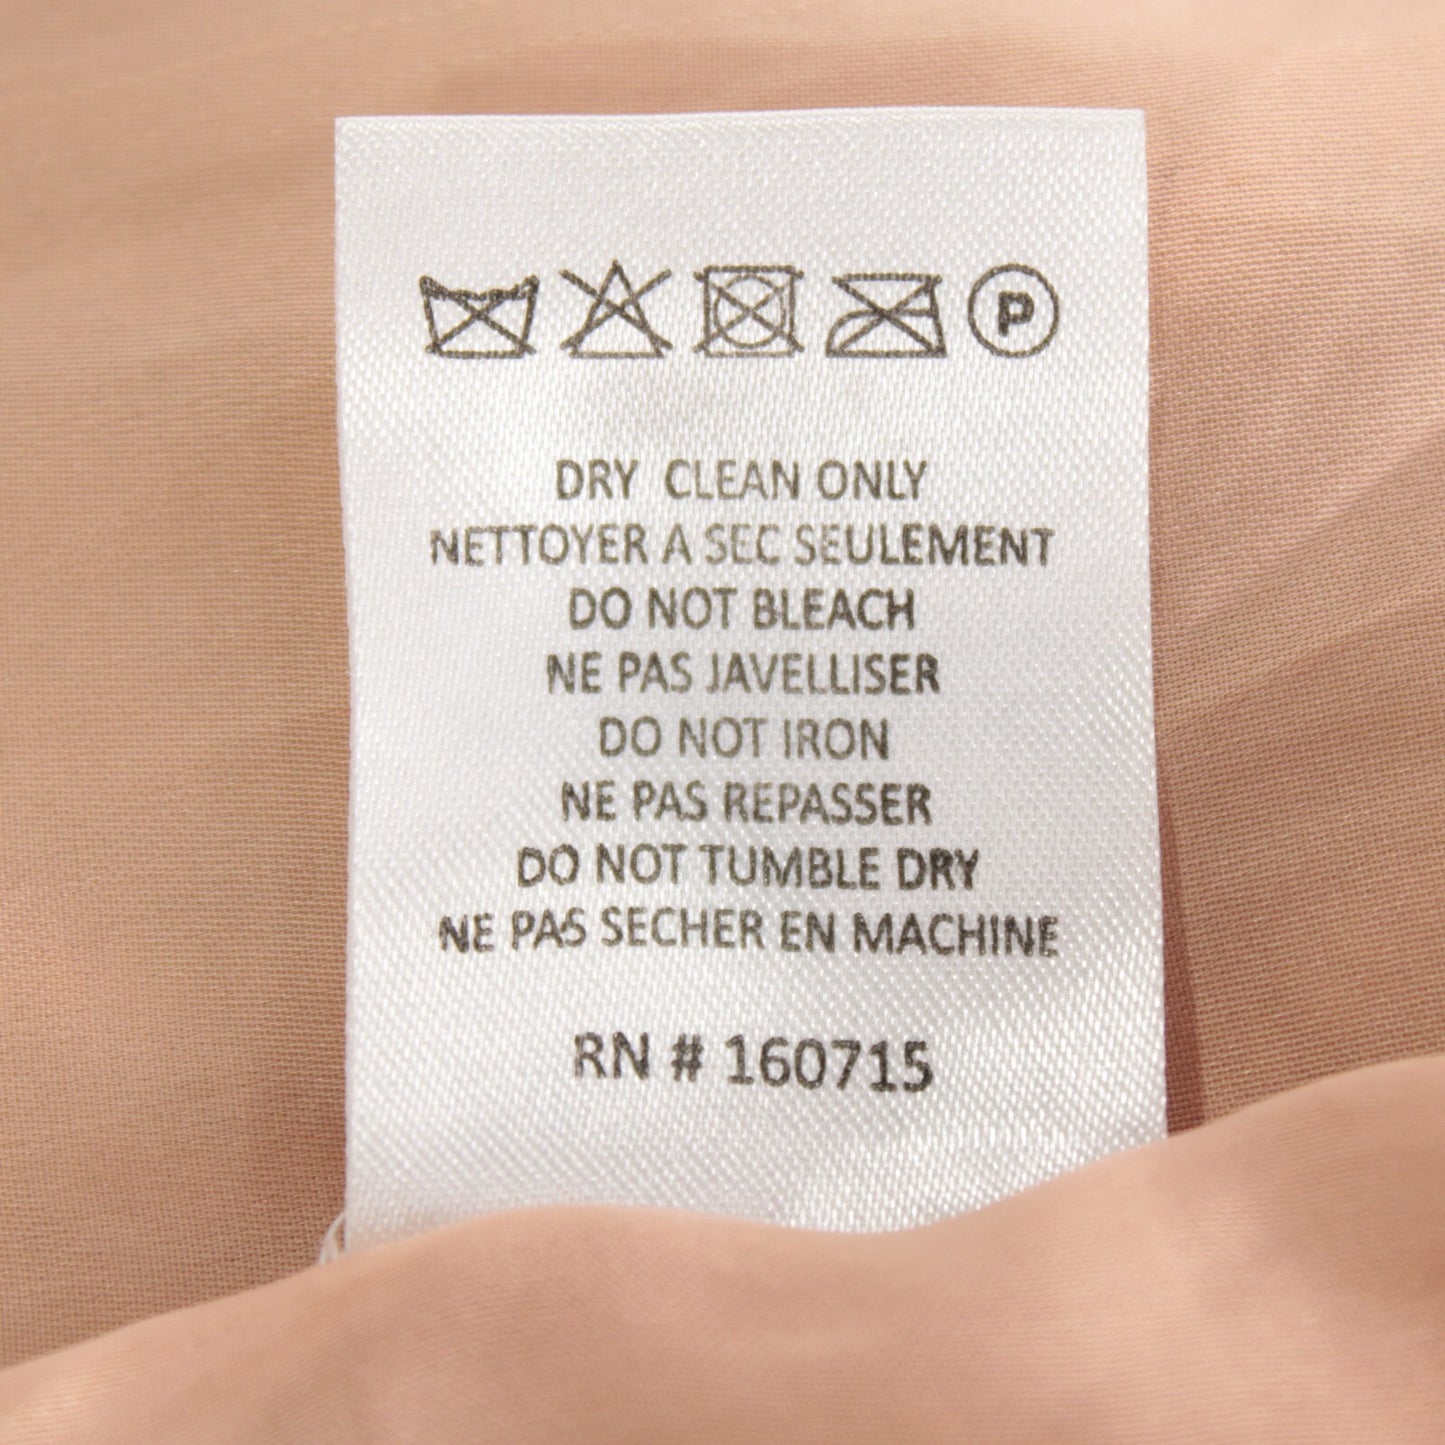 P
DRY CLEAN ONLY
NETTOYER A SEC SEULEMENT
DO NOT BLEACH
NE PAS JAVELLISER
DO NOT IRON
NE PAS REPASSER
DO NOT TUMBLE DRY
NE PAS SECHER EN MACHINE
RN # 160715